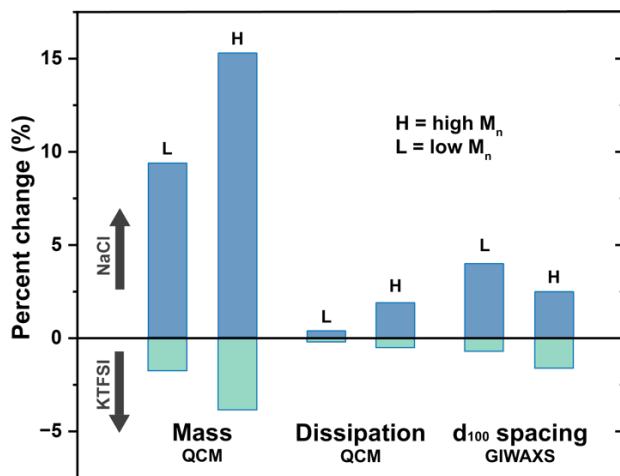 Percent change (%)
15
10
5
0
−5
NaCl
KTFSI
L
H
L
H
L
H
H = high Mₙ
L = low Mₙ
Mass
QCM
Dissipation
QCM
d₁₀₀ spacing
GIWAXS